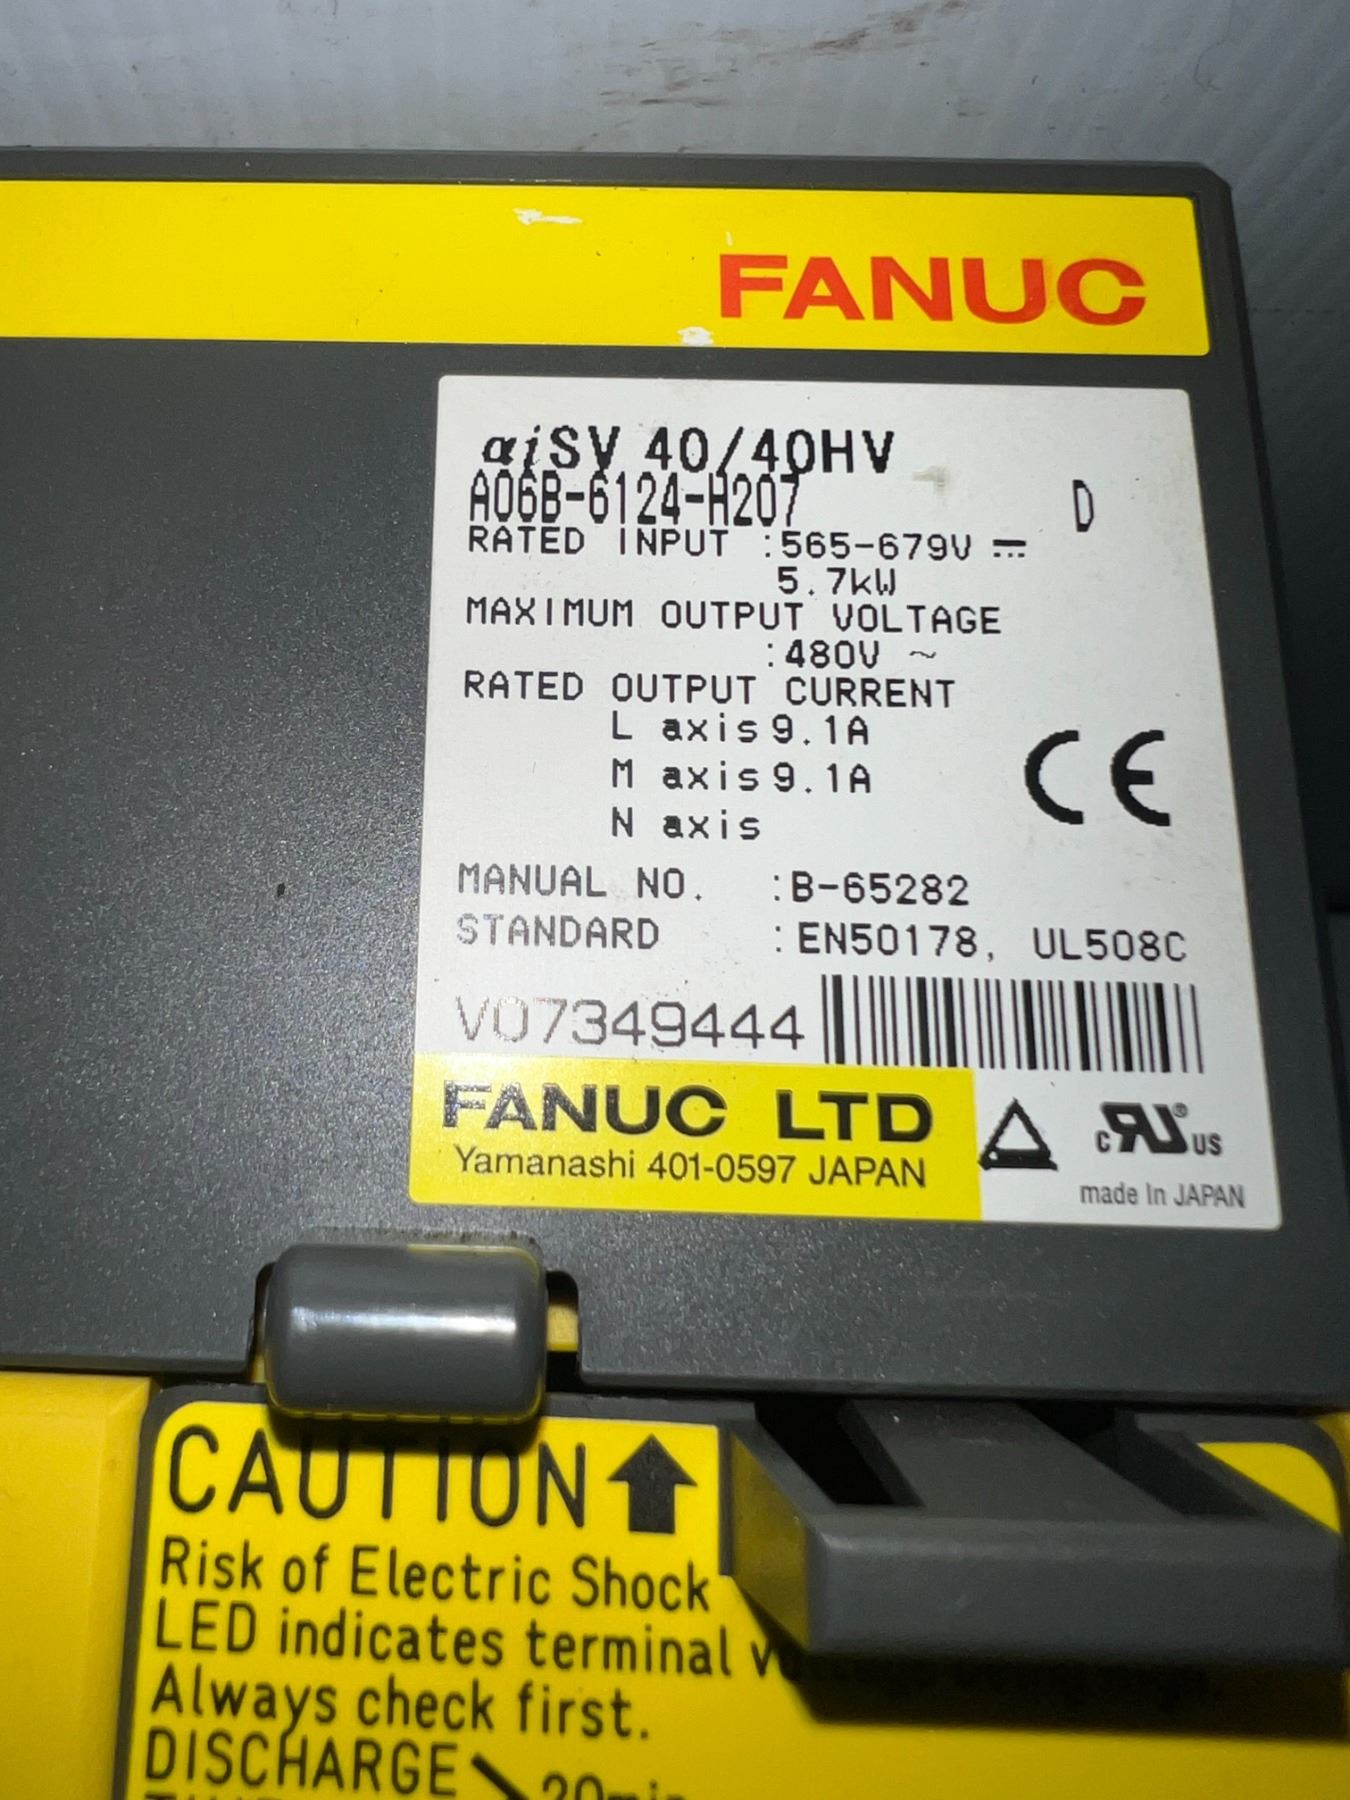 FANUC
αiSV 40/40HV
A06B-6124-H207 D
RATED INPUT :565-679V ⎓
5.7kW
MAXIMUM OUTPUT VOLTAGE
:480V ~
RATED OUTPUT CURRENT
L axis 9.1A
M axis 9.1A
N axis
MANUAL NO. :B-65282
STANDARD :EN50178, UL508C
V07349444
CE
FANUC LTD
Yamanashi 401-0597 JAPAN
c RU ® US
made In JAPAN
CAUTION
Risk of Electric Shock
LED indicates terminal
Always check first.
DISCHARGE 20min